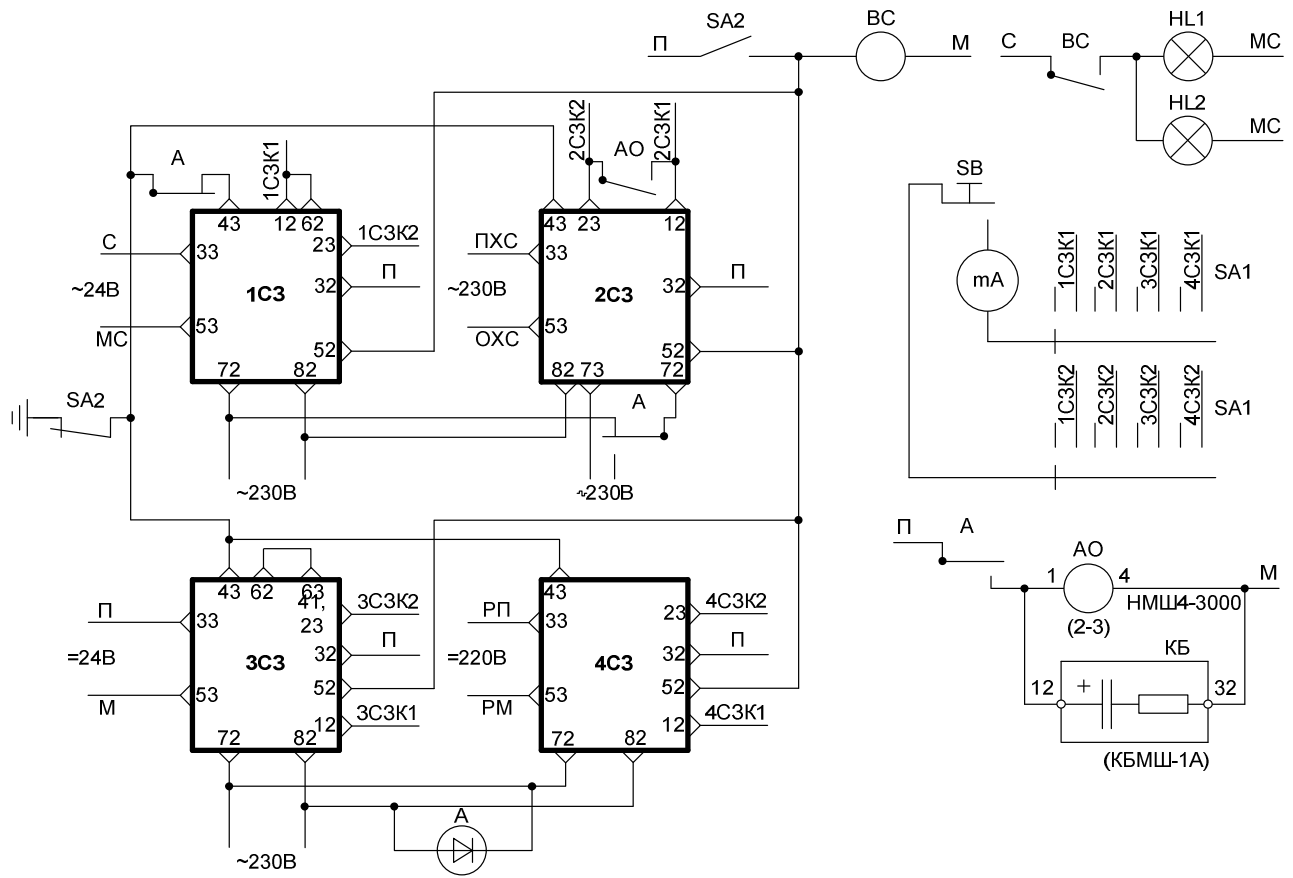 SA2
П
М
ВС
С
ВС
HL1
МС
HL2
МС
А
1СЗК1
2СЗК2
АО
2СЗК1
43
12
62
33
23
32
53
52
72
82
1СЗ
С
~24В
МС
1СЗК2
П
43
23
12
33
32
53
52
82
73
72
2СЗ
ПХС
~230В
ОХС
П
SA2
А
~230В
~230В
SB
mA
1СЗК1
2СЗК1
3СЗК1
4СЗК1
SA1
1СЗК2
2СЗК2
3СЗК2
4СЗК2
SA1
43
62
63
41,
23
33
32
53
52
12
72
82
3СЗ
П
=24В
М
3СЗК2
П
3СЗК1
43
33
23
32
53
52
12
72
82
4СЗ
РП
=220В
РМ
4СЗК2
П
4СЗК1
А
~230В
П
А
АО
1
4
М
НМШ4-3000
(2-3)
КБ
12
+
32
(КБМШ-1А)